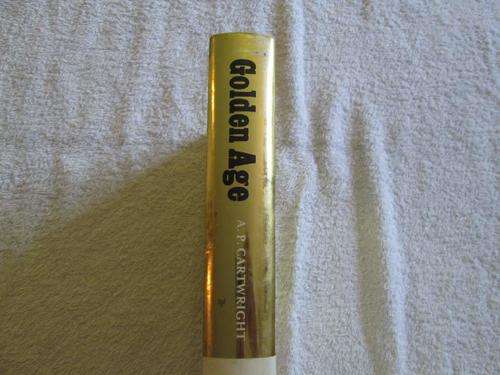 Golden Age
A. P. CARTWRIGHT